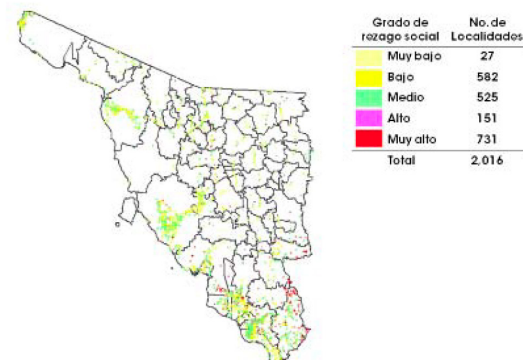 Grado de rezago social No. de Localidades
Muy bajo 27
Bajo 582
Medio 525
Alto 151
Muy alto 731
Total 2,016